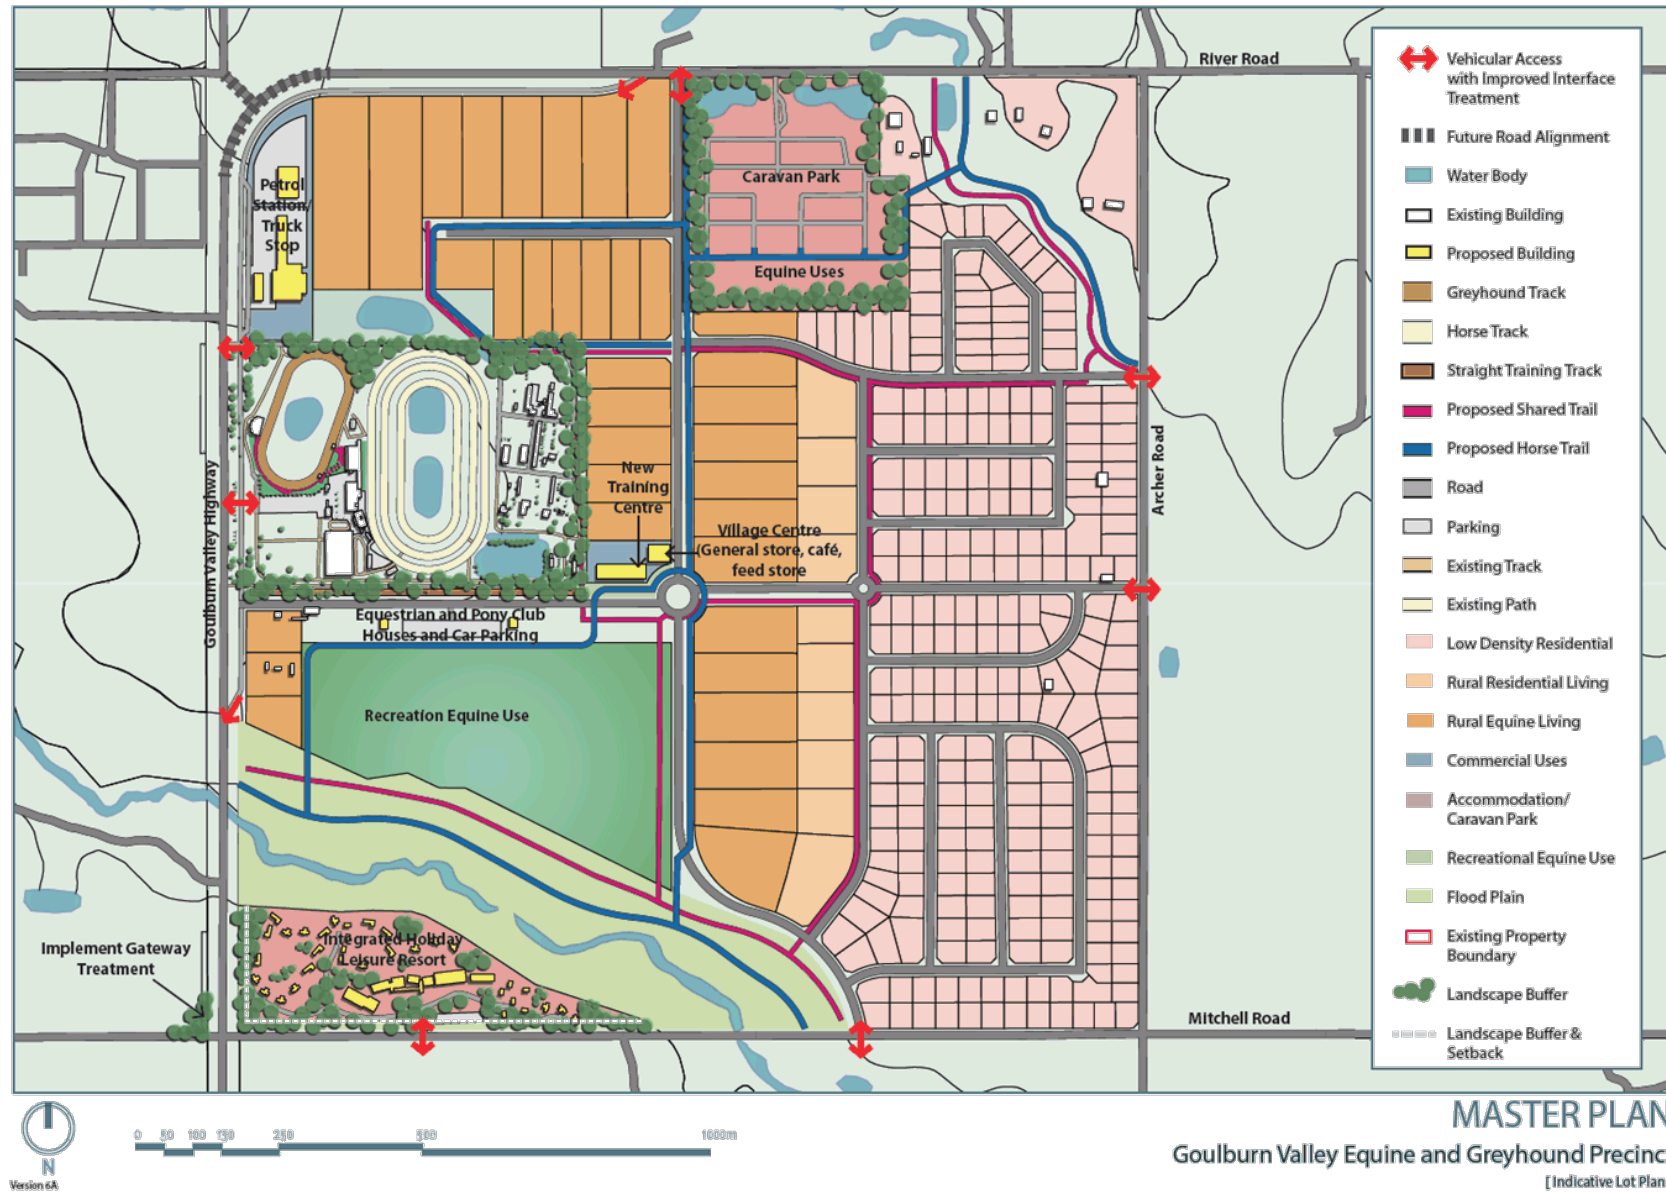 River Road
Caravan Park
Petrol
Station/
Truck
Stop
Equine Uses
Goulburn Valley Highway
Archer Road
New
Training
Centre
Village Centre
(General store, café,
feed store
Equestrian and Pony Club
Houses and Car Parking
Recreation Equine Use
Integrated Holiday
Leisure Resort
Implement Gateway
Treatment
Mitchell Road
Vehicular Access
with Improved Interface
Treatment
Future Road Alignment
Water Body
Existing Building
Proposed Building
Greyhound Track
Horse Track
Straight Training Track
Proposed Shared Trail
Proposed Horse Trail
Road
Parking
Existing Track
Existing Path
Low Density Residential
Rural Residential Living
Rural Equine Living
Commercial Uses
Accommodation/
Caravan Park
Recreational Equine Use
Flood Plain
Existing Property
Boundary
Landscape Buffer
Landscape Buffer &
Setback
N
Version 6A
0 50 100 150 250 500 1000m
MASTER PLAN
Goulburn Valley Equine and Greyhound Precinc
[ Indicative Lot Plan